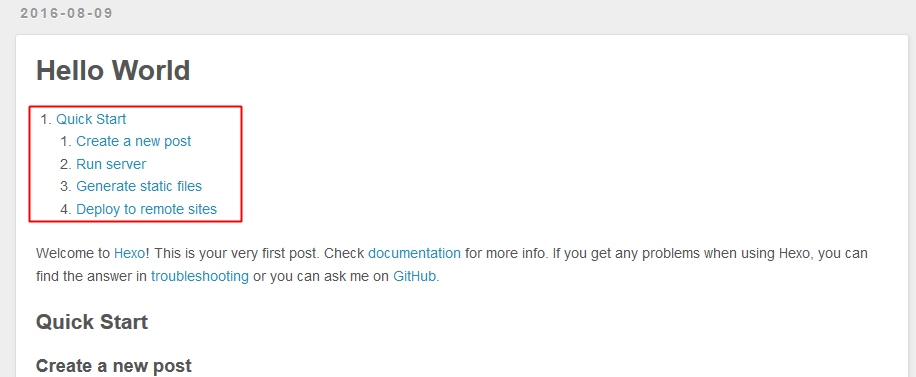 2016-08-09
Hello World
1. Quick Start
1. Create a new post
2. Run server
3. Generate static files
4. Deploy to remote sites
Welcome to Hexo! This is your very first post. Check documentation for more info. If you get any problems when using Hexo, you can
find the answer in troubleshooting or you can ask me on GitHub.
Quick Start
Create a new post